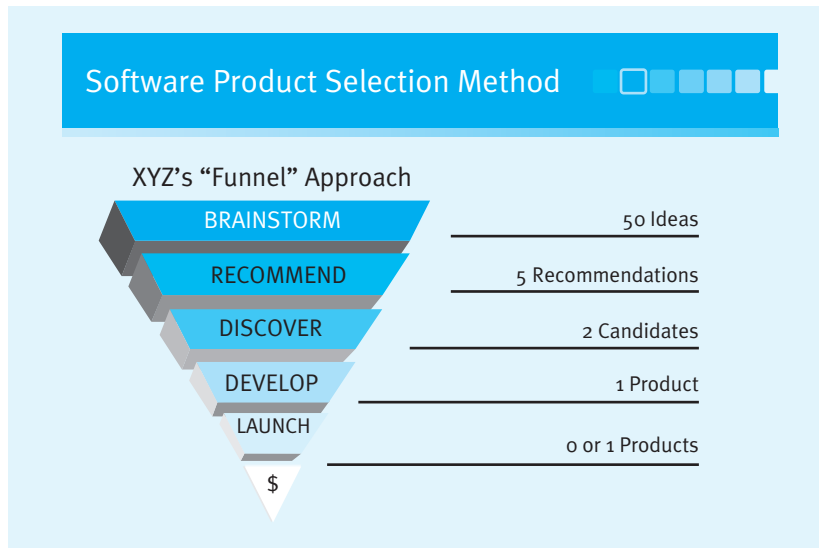 Software Product Selection Method
XYZ’s “Funnel” Approach
BRAINSTORM
50 Ideas
RECOMMEND
5 Recommendations
DISCOVER
2 Candidates
DEVELOP
1 Product
LAUNCH
0 or 1 Products
$